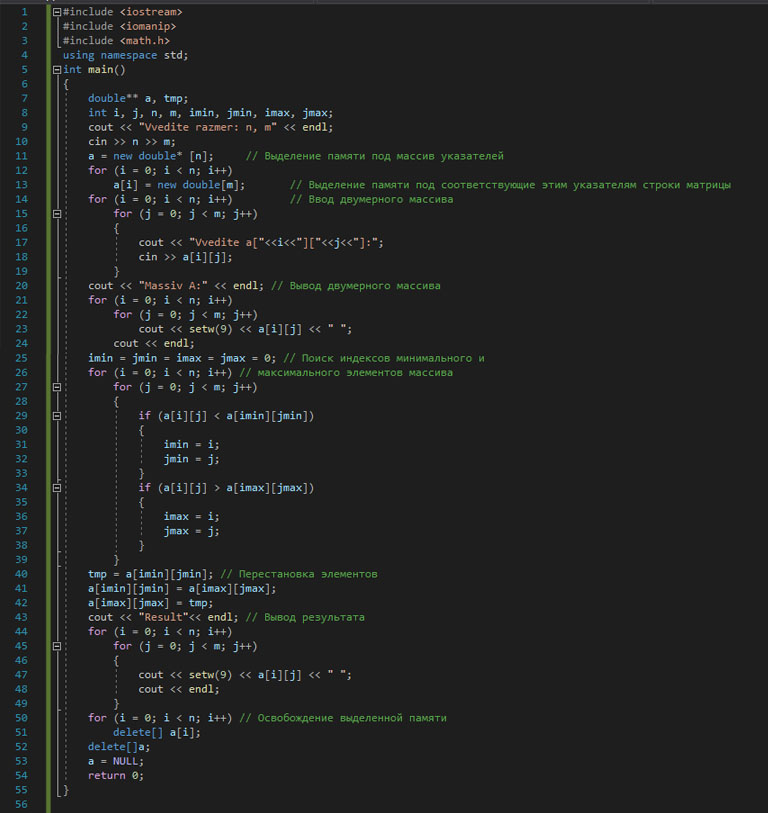 1 #include <iostream>
2 #include <iomanip>
3 #include <math.h>
4 using namespace std;
5 int main()
6 {
7 double** a, tmp;
8 int i, j, n, m, imin, jmin, imax, jmax;
9 cout << "Vvedite razmer: n, m" << endl;
10 cin >> n >> m;
11 a = new double* [n]; // Выделение памяти под массив указателей
12 for (i = 0; i < n; i++)
13 a[i] = new double[m]; // Выделение памяти под соответствующие этим указателям строки матрицы
14 for (i = 0; i < n; i++) // Ввод двумерного массива
15 for (j = 0; j < m; j++)
16 {
17 cout << "Vvedite a["<<i<<"]["<<j<<"]:";
18 cin >> a[i][j];
19 }
20 cout << "Massiv A:" << endl; // Вывод двумерного массива
21 for (i = 0; i < n; i++)
22 for (j = 0; j < m; j++)
23 cout << setw(9) << a[i][j] << " ";
24 cout << endl;
25 imin = jmin = imax = jmax = 0; // Поиск индексов минимального и
26 for (i = 0; i < n; i++) // максимального элементов массива
27 for (j = 0; j < m; j++)
28 {
29 if (a[i][j] < a[imin][jmin])
30 {
31 imin = i;
32 jmin = j;
33 }
34 if (a[i][j] > a[imax][jmax])
35 {
36 imax = i;
37 jmax = j;
38 }
39 }
40 tmp = a[imin][jmin]; // Перестановка элементов
41 a[imin][jmin] = a[imax][jmax];
42 a[imax][jmax] = tmp;
43 cout << "Result"<< endl; // Вывод результата
44 for (i = 0; i < n; i++)
45 for (j = 0; j < m; j++)
46 {
47 cout << setw(9) << a[i][j] << " ";
48 cout << endl;
49 }
50 for (i = 0; i < n; i++) // Освобождение выделенной памяти
51 delete[] a[i];
52 delete[]a;
53 a = NULL;
54 return 0;
55 }
56